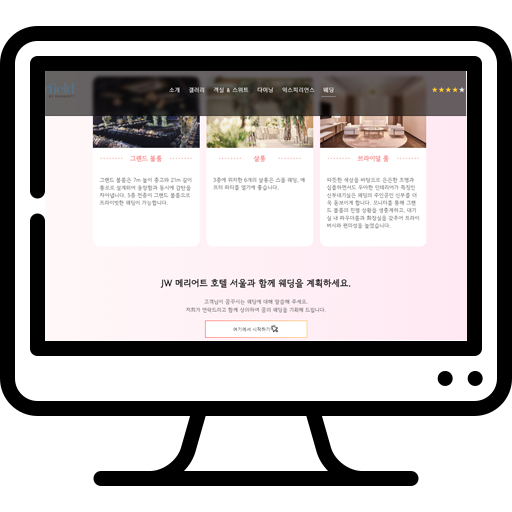 field
소개 갤러리 객실 & 스위트 다이닝 익스피리언스 웨딩
그랜드 볼룸
살롱
브라이덜 룸
그랜드 볼룸은 7m 높이 층고와 21m 길이
통으로 설계되어 웅장함과 동시에 감탄을
자아냅니다. 5층 전층이 그랜드 볼룸으로
프라이빗한 웨딩이 가능합니다.
3층에 위치한 6개의 살롱은 스몰 웨딩, 애
프터 파티를 열기에 좋습니다.
따듯한 색상을 바탕으로 은은한 조명과
심플하면서도 우아한 인테리어가 특징인
신부대기실은 웨딩의 주인공인 신부를 더
욱 돋보이게 합니다. 모니터를 통해 그랜
드 볼룸의 진행 상황을 생중계하고, 대기
실 내 파우더룸과 화장실을 갖추어 프라이
버시와 편의성을 높였습니다.
JW 메리어트 호텔 서울과 함께 웨딩을 계획하세요.
고객님이 꿈꾸시는 웨딩에 대해 말씀해 주세요.
저희가 연락드리고 함께 상의하여 꿈의 웨딩을 기획해 드립니다.
여기에서 시작하기